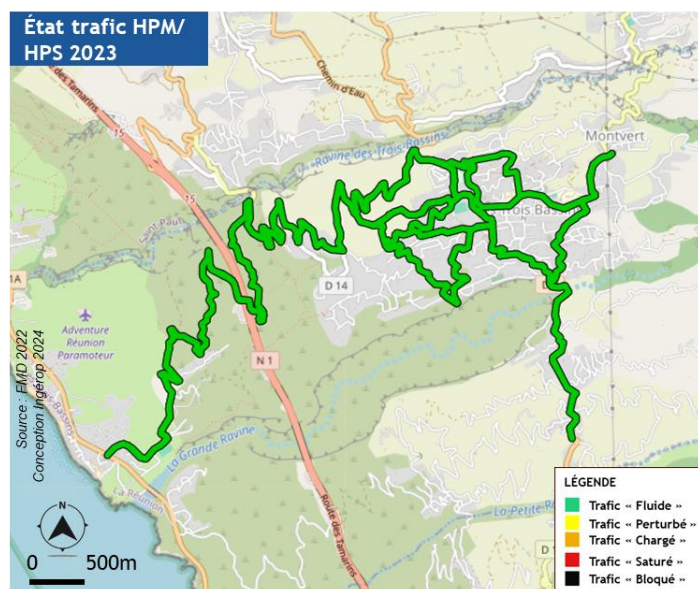 État trafic HPM/
HPS 2023
des Tamarins
15
Chemin d'Eau
Ravine des Trois-Bassins
Montvert
15
Saint-Paul
Trois Bassins
1A
D 14
Adventure
Réunion
Paramoteur
N 1
Source : EMD 2022
Conception Ingérop 2024
La Grande Ravine
La Réunion
Route des Tamarins
La Petite
N
0 500m
LÉGENDE
Trafic « Fluide »
Trafic « Perturbé »
Trafic « Chargé »
Trafic « Saturé »
Trafic « Bloqué »